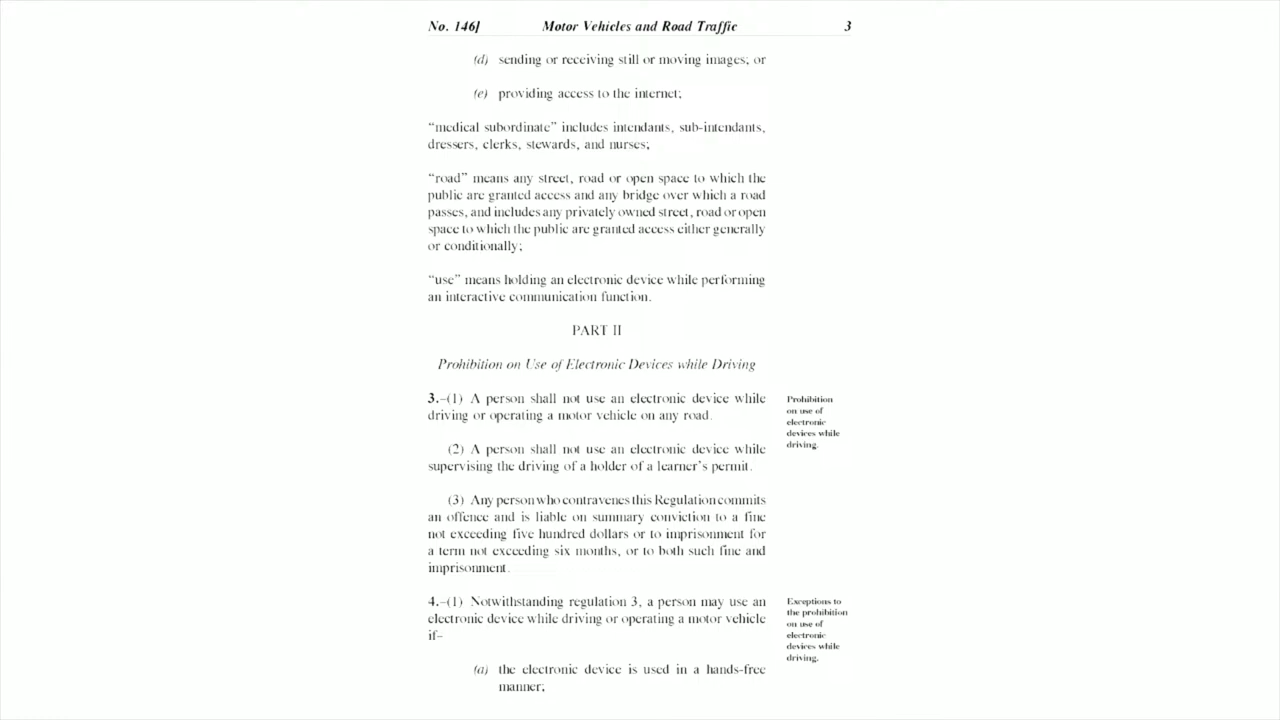 No. 146] Motor Vehicles and Road Traffic 3
(d) sending or receiving still or moving images; or
(e) providing access to the internet;
“medical subordinate” includes intendants, sub-intendants,
dressers, clerks, stewards, and nurses;
“road” means any street, road or open space to which the
public are granted access and any bridge over which a road
passes, and includes any privately owned street, road or open
space to which the public are granted access either generally
or conditionally;
“use” means holding an electronic device while performing
an interactive communication function.
PART II
Prohibition on Use of Electronic Devices while Driving
3.–(1) A person shall not use an electronic device while
driving or operating a motor vehicle on any road.
Prohibition
on use of
electronic
devices while
driving.
(2) A person shall not use an electronic device while
supervising the driving of a holder of a learner’s permit.
(3) Any person who contravenes this Regulation commits
an offence and is liable on summary conviction to a fine
not exceeding five hundred dollars or to imprisonment for
a term not exceeding six months, or to both such fine and
imprisonment.
4.–(1) Notwithstanding regulation 3, a person may use an
electronic device while driving or operating a motor vehicle
if–
Exceptions to
the prohibition
on use of
electronic
devices while
driving.
(a) the electronic device is used in a hands-free
manner;